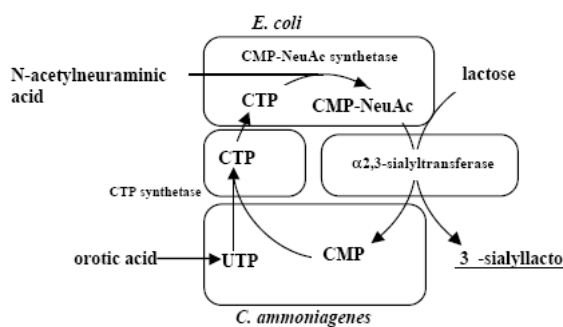 E. coli
CMP-NeuAc synthetase
N-acetylneuraminic
acid
lactose
CTP
CMP-NeuAc
CTP
α2,3-sialyltransferase
CTP synthetase
orotic acid
UTP
CMP
3 -sialyllacto
C. ammoniagenes